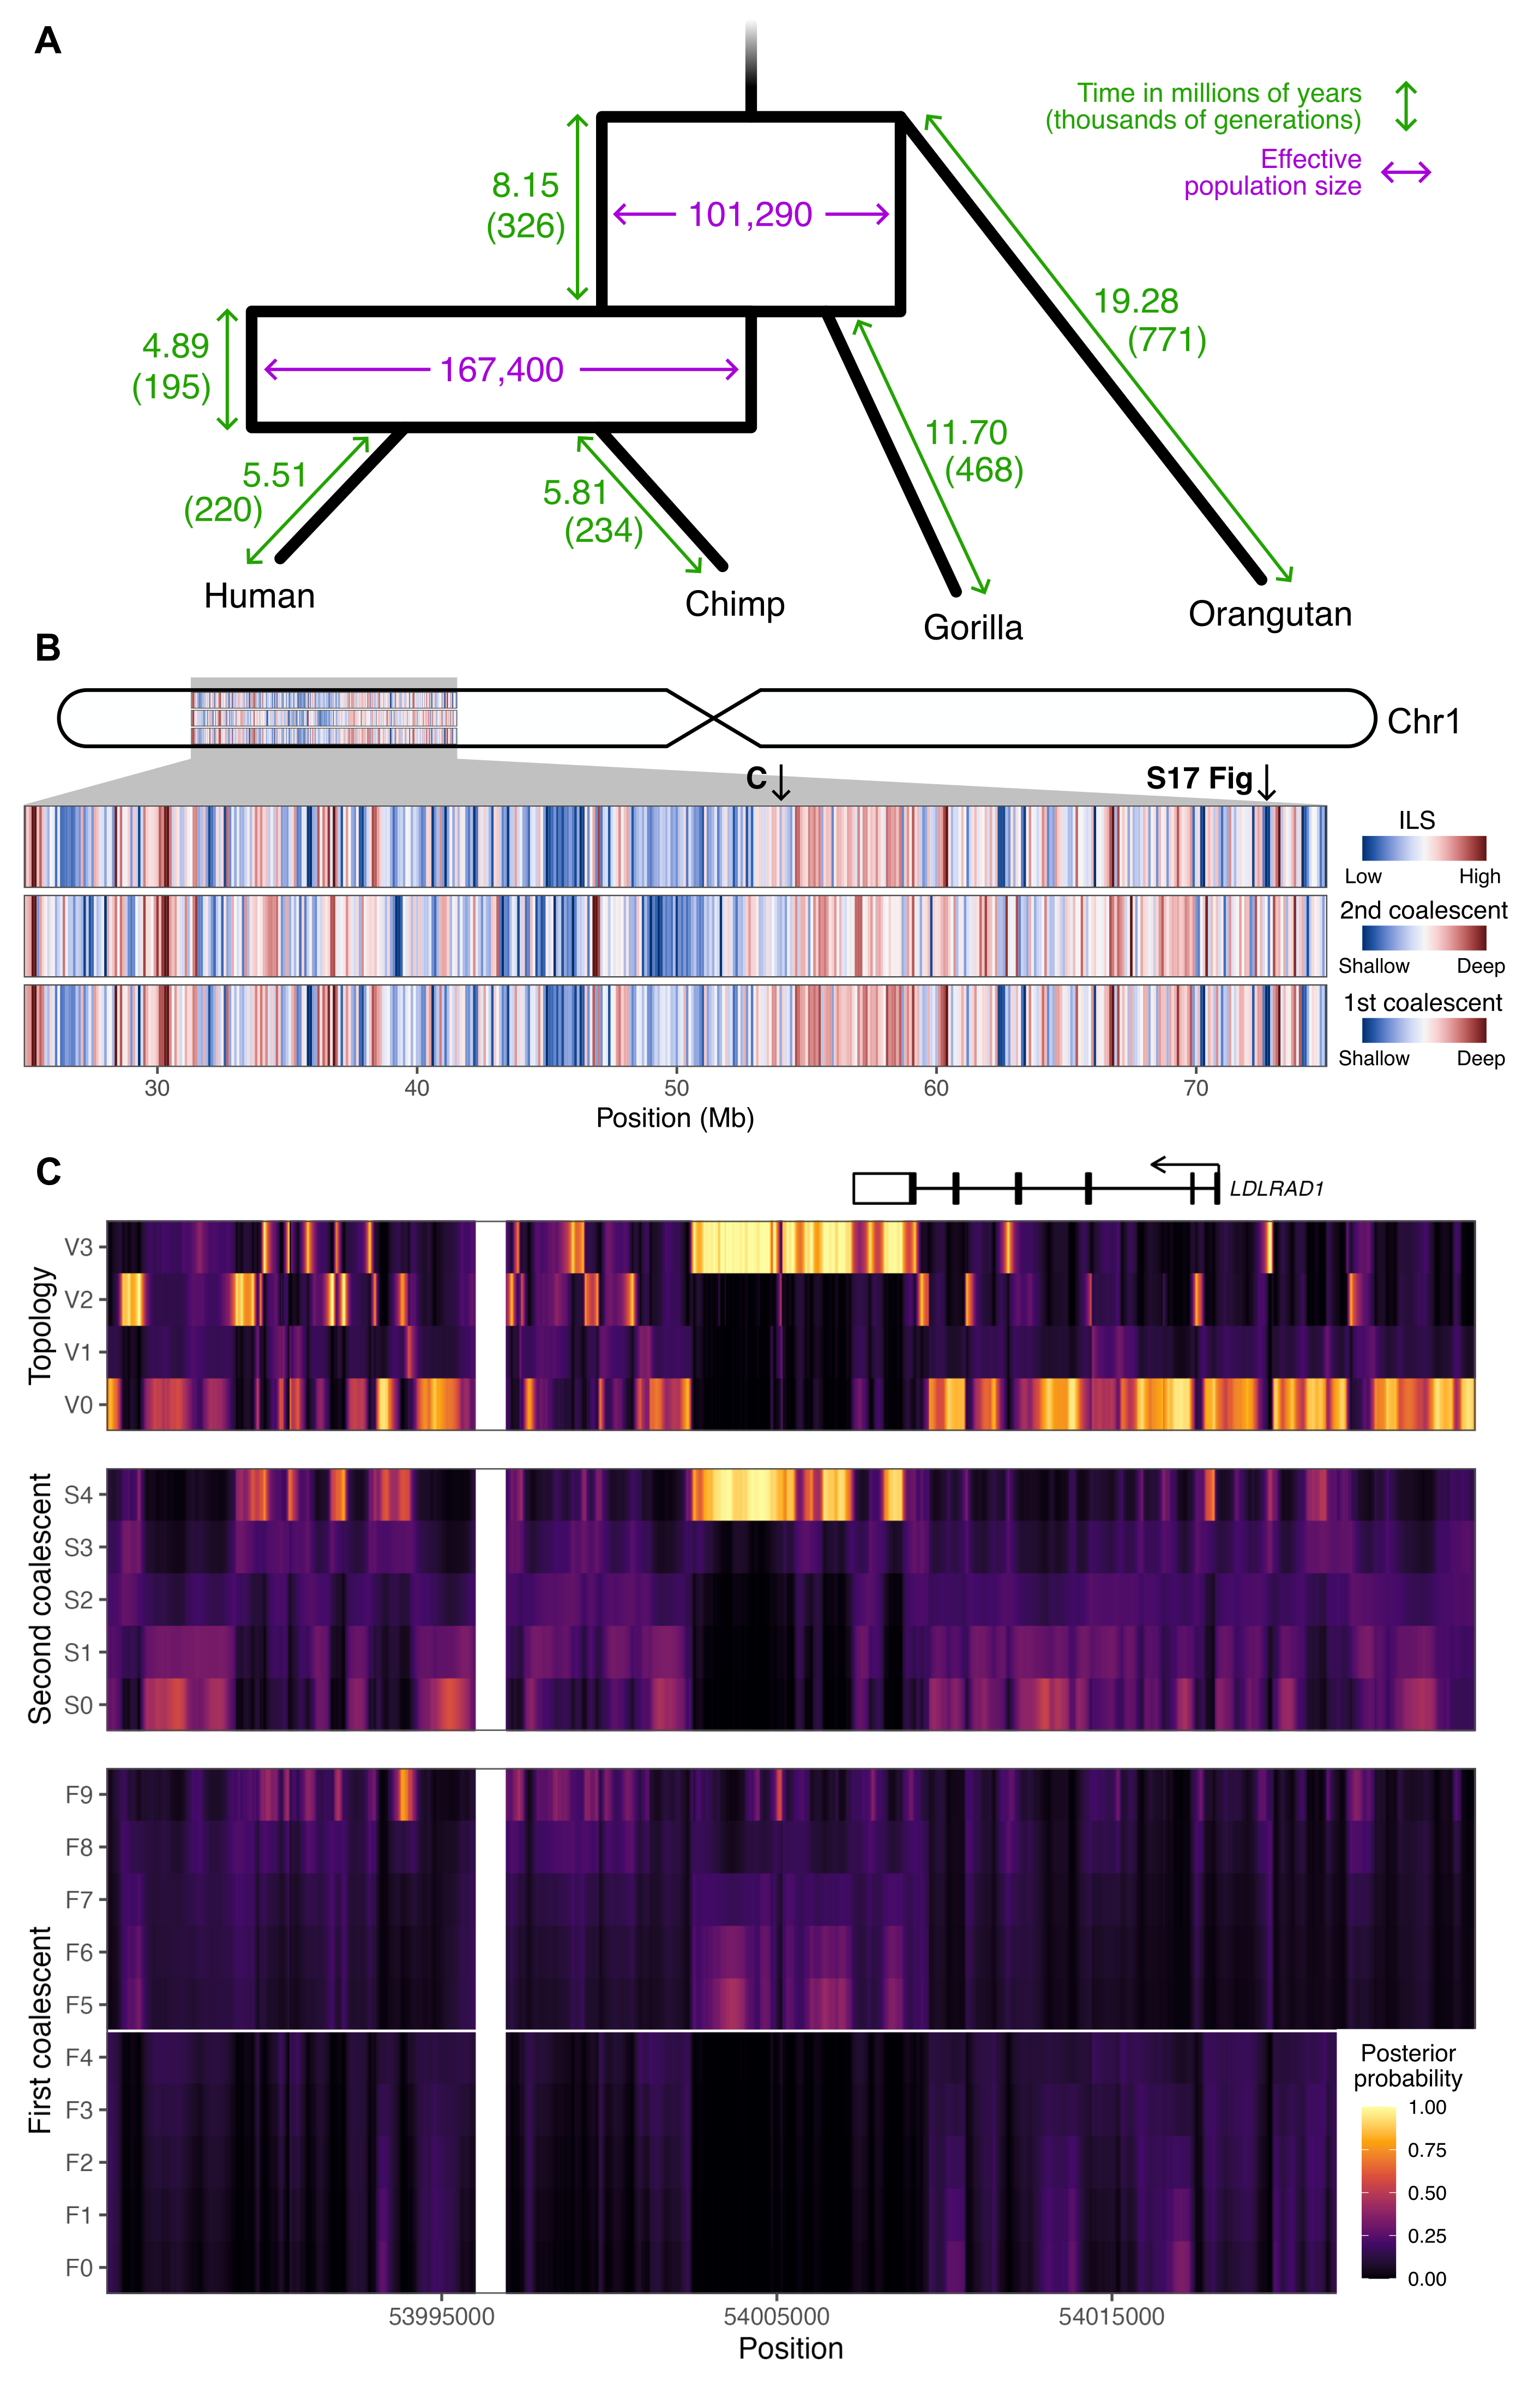 A
Time in millions of years
(thousands of generations)
Effective
population size
8.15
(326)
101,290
19.28
(771)
4.89
(195)
167,400
11.70
(468)
5.51
(220)
5.81
(234)
Human
Chimp
Gorilla
Orangutan
B
Chr1
C
S17 Fig
ILS
Low High
2nd coalescent
Shallow Deep
1st coalescent
Shallow Deep
30 40 50 60 70
Position (Mb)
C
LDLRAD1
Topology
V3
V2
V1
V0
Second coalescent
S4
S3
S2
S1
S0
First coalescent
F9
F8
F7
F6
F5
F4
F3
F2
F1
F0
Posterior
probability
1.00
0.75
0.50
0.25
0.00
53995000 54005000 54015000
Position